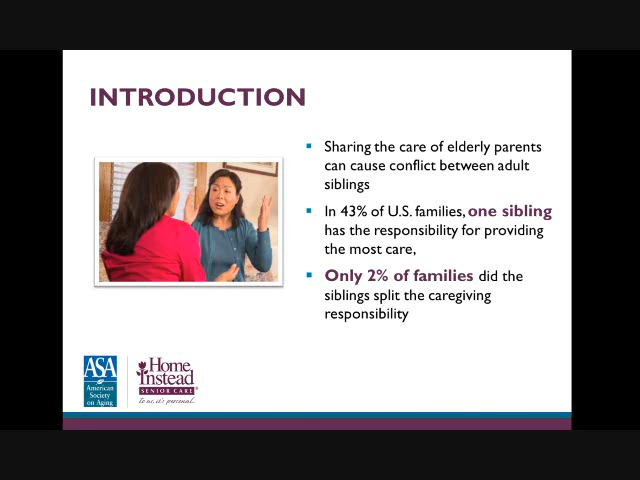 INTRODUCTION
Sharing the care of elderly parents
can cause conflict between adult
siblings
In 43% of U.S. families, one sibling
has the responsibility for providing
the most care,
Only 2% of families did the
siblings split the caregiving
responsibility
ASA
American
Society
on Aging
Home
Instead
SENIOR CARE®
To us, it's personal.